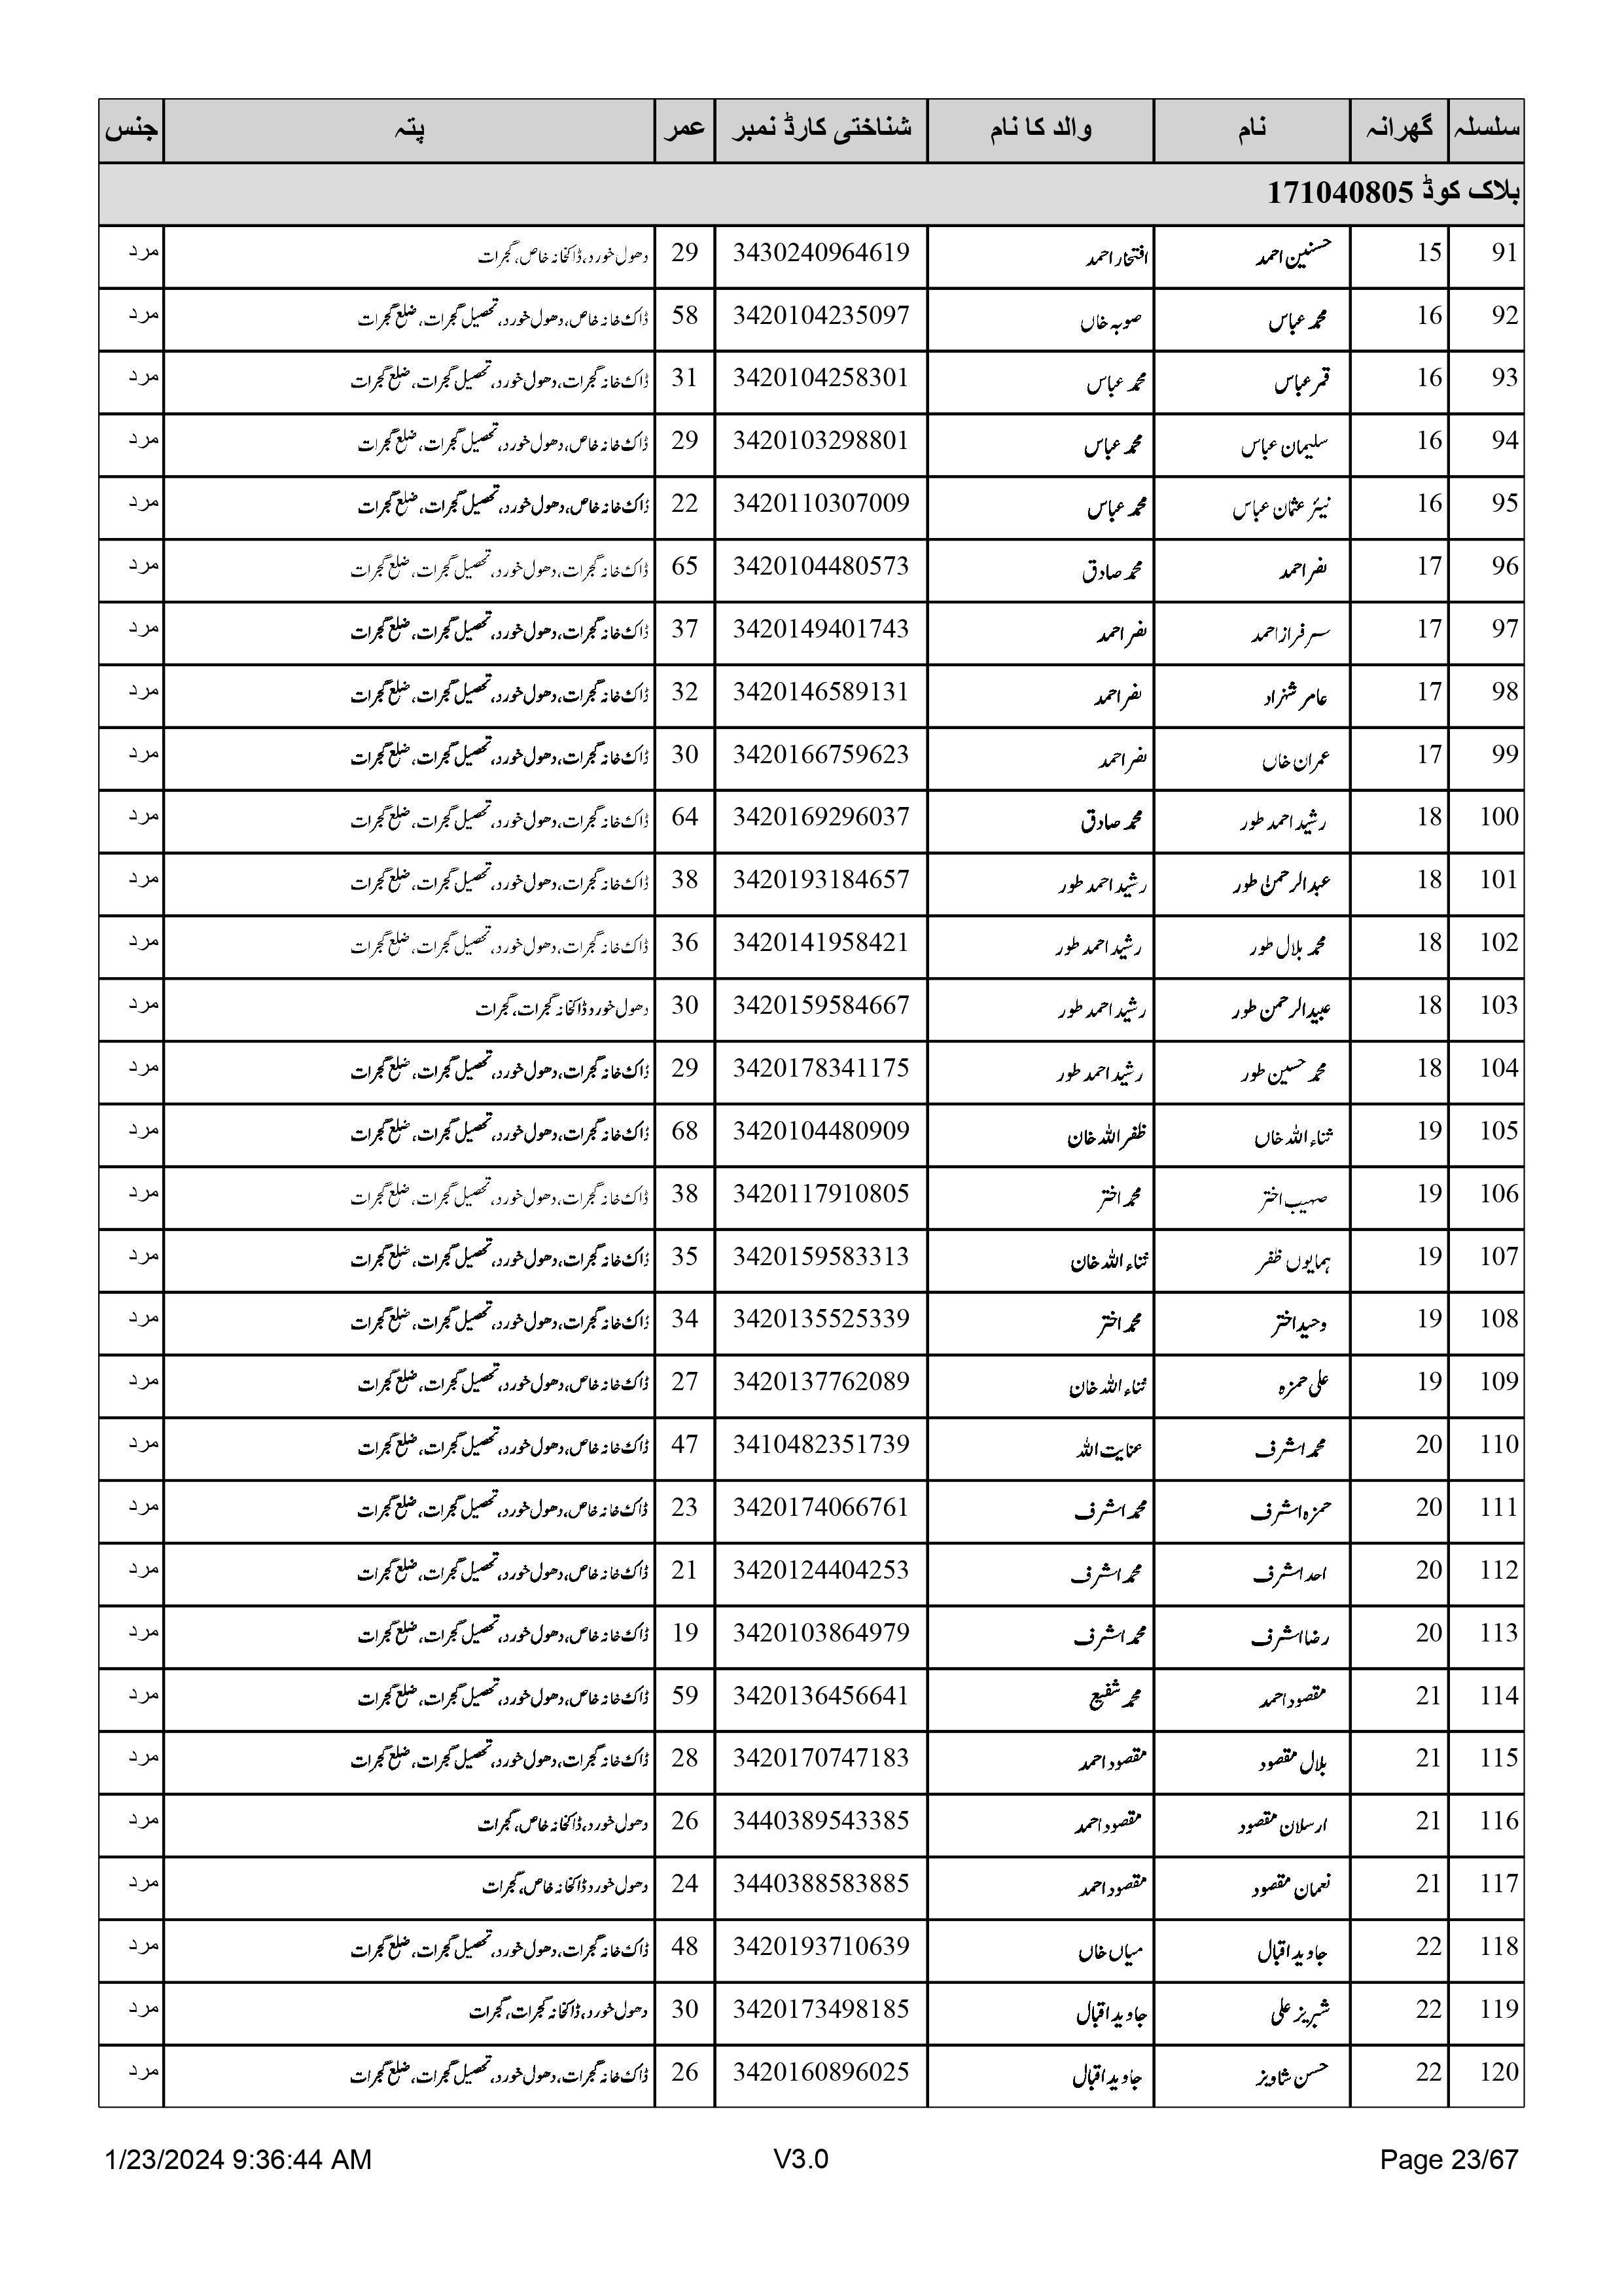 سلسلہ گھرانہ نام والد کا نام شناختی کارڈ نمبر عمر پتہ جنس
بلاک کوڈ 171040805
91 15 حسنین احمد افتخار احمد 3430240964619 29 دھول خورد، ڈاکخانہ خاص، گجرات مرد
92 16 محمد عباس صوبہ خاں 3420104235097 58 ڈاک خانہ خاص، دھول خورد، تحصیل گجرات، ضلع گجرات مرد
93 16 قمر عباس محمد عباس 3420104258301 31 ڈاک خانہ گجرات، دھول خورد، تحصیل گجرات، ضلع گجرات مرد
94 16 سلیمان عباس محمد عباس 3420103298801 29 ڈاک خانہ خاص، دھول خورد، تحصیل گجرات، ضلع گجرات مرد
95 16 نیئر عثمان عباس محمد عباس 3420110307009 22 ڈاک خانہ خاص، دھول خورد، تحصیل گجرات، ضلع گجرات مرد
96 17 نضر احمد محمد صادق 3420104480573 65 ڈاک خانہ گجرات، دھول خورد، تحصیل گجرات، ضلع گجرات مرد
97 17 سرفراز احمد نضر احمد 3420149401743 37 ڈاک خانہ گجرات، دھول خورد، تحصیل گجرات، ضلع گجرات مرد
98 17 عامر شہزاد نضر احمد 3420146589131 32 ڈاک خانہ گجرات، دھول خورد، تحصیل گجرات، ضلع گجرات مرد
99 17 عمران خاں نضر احمد 3420166759623 30 ڈاک خانہ گجرات، دھول خورد، تحصیل گجرات، ضلع گجرات مرد
100 18 رشید احمد طور محمد صادق 3420169296037 64 ڈاک خانہ گجرات، دھول خورد، تحصیل گجرات، ضلع گجرات مرد
101 18 عبدالرحمٰن طور رشید احمد طور 3420193184657 38 ڈاک خانہ گجرات، دھول خورد، تحصیل گجرات، ضلع گجرات مرد
102 18 محمد بلال طور رشید احمد طور 3420141958421 36 ڈاک خانہ گجرات، دھول خورد، تحصیل گجرات، ضلع گجرات مرد
103 18 عبیدالرحمن طور رشید احمد طور 3420159584667 30 دھول خورد ڈاکخانہ گجرات، گجرات مرد
104 18 محمد حسین طور رشید احمد طور 3420178341175 29 ڈاک خانہ گجرات، دھول خورد، تحصیل گجرات، ضلع گجرات مرد
105 19 ثناء اللہ خاں ظفر اللہ خان 3420104480909 68 ڈاک خانہ گجرات، دھول خورد، تحصیل گجرات، ضلع گجرات مرد
106 19 صہیب اختر محمد اختر 3420117910805 38 ڈاک خانہ گجرات، دھول خورد، تحصیل گجرات، ضلع گجرات مرد
107 19 ہمایوں ظفر ثناء اللہ خان 3420159583313 35 ڈاک خانہ گجرات، دھول خورد، تحصیل گجرات، ضلع گجرات مرد
108 19 وحید اختر محمد اختر 3420135525339 34 ڈاک خانہ گجرات، دھول خورد، تحصیل گجرات، ضلع گجرات مرد
109 19 علی حمزہ ثناء اللہ خان 3420137762089 27 ڈاک خانہ خاص، دھول خورد، تحصیل گجرات، ضلع گجرات مرد
110 20 محمد اشرف عنایت اللہ 3410482351739 47 ڈاک خانہ خاص، دھول خورد، تحصیل گجرات، ضلع گجرات مرد
111 20 حمزہ اشرف محمد اشرف 3420174066761 23 ڈاک خانہ خاص، دھول خورد، تحصیل گجرات، ضلع گجرات مرد
112 20 احد اشرف محمد اشرف 3420124404253 21 ڈاک خانہ خاص، دھول خورد، تحصیل گجرات، ضلع گجرات مرد
113 20 رضا اشرف محمد اشرف 3420103864979 19 ڈاک خانہ خاص، دھول خورد، تحصیل گجرات، ضلع گجرات مرد
114 21 مقصود احمد محمد شفیع 3420136456641 59 ڈاک خانہ خاص، دھول خورد، تحصیل گجرات، ضلع گجرات مرد
115 21 بلال مقصود مقصود احمد 3420170747183 28 ڈاک خانہ گجرات، دھول خورد، تحصیل گجرات، ضلع گجرات مرد
116 21 ارسلان مقصود مقصود احمد 3440389543385 26 دھول خورد، ڈاکخانہ خاص، گجرات مرد
117 21 نعمان مقصود مقصود احمد 3440388583885 24 دھول خورد ڈاکخانہ خاص، گجرات مرد
118 22 جاوید اقبال میاں خاں 3420193710639 48 ڈاک خانہ گجرات، دھول خورد، تحصیل گجرات، ضلع گجرات مرد
119 22 شبریز علی جاوید اقبال 3420173498185 30 دھول خورد، ڈاکخانہ گجرات، گجرات مرد
120 22 حسن شاویز جاوید اقبال 3420160896025 26 ڈاک خانہ گجرات، دھول خورد، تحصیل گجرات، ضلع گجرات مرد
1/23/2024 9:36:44 AM V3.0 Page 23/67